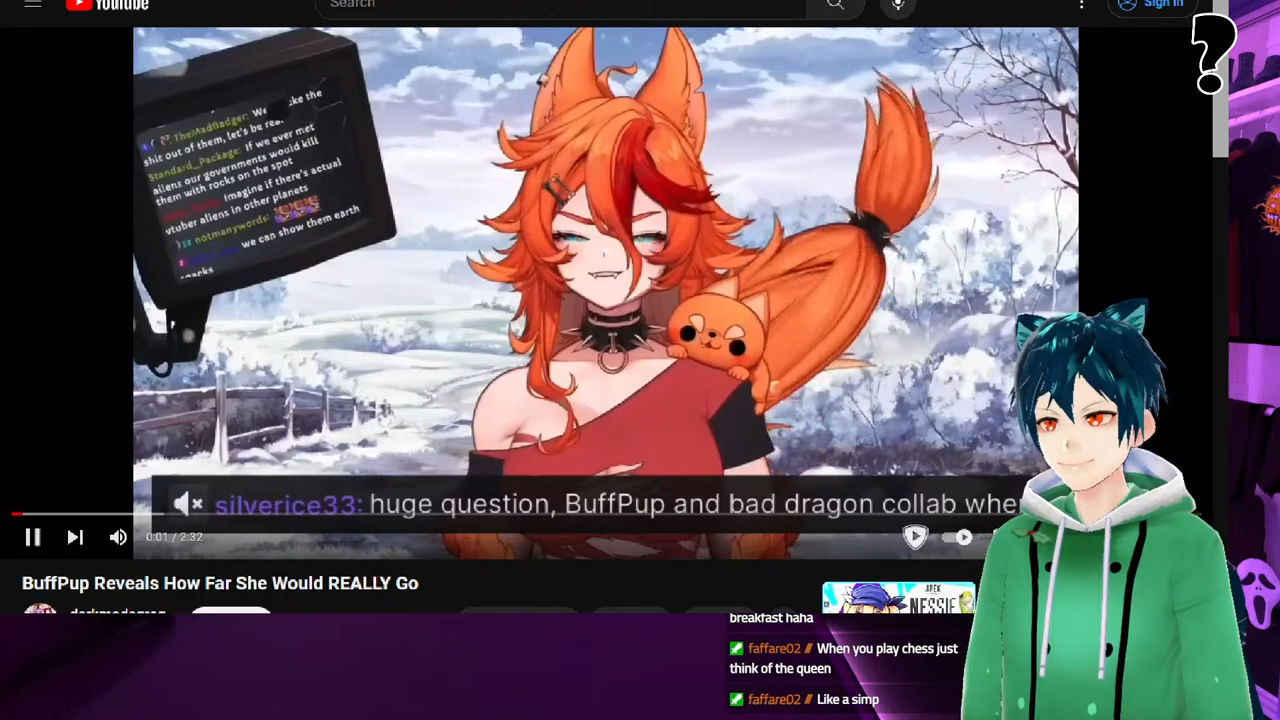 YouTube
Search
Sign in
TheMadBadger: We
shit out of them, let's be real
Standard_Package: If we ever met
aliens our governments would kill
them with rocks on the spot
Imagine if there's actual
vtuber aliens in other planets
notmanywords:
we can show them earth
snacks
silverice33: huge question, BuffPup and bad dragon collab when
0:01 / 2:32
BuffPup Reveals How Far She Would REALLY Go
NESSIE
breakfast haha
faffare02 // When you play chess just
think of the queen
faffare02 // Like a simp
?